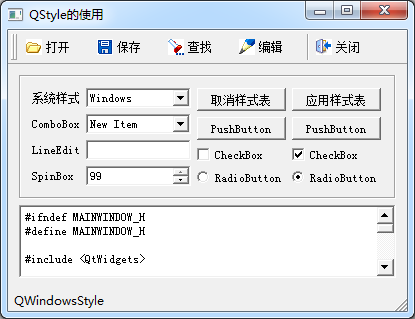 QStyle的使用
打开 保存 查找 编辑 关闭
系统样式 Windows 取消样式表 应用样式表
ComboBox New Item PushButton PushButton
LineEdit CheckBox CheckBox
SpinBox 99 RadioButton RadioButton
#ifndef MAINWINDOW_H
#define MAINWINDOW_H
#include <QtWidgets>
QWindowsStyle